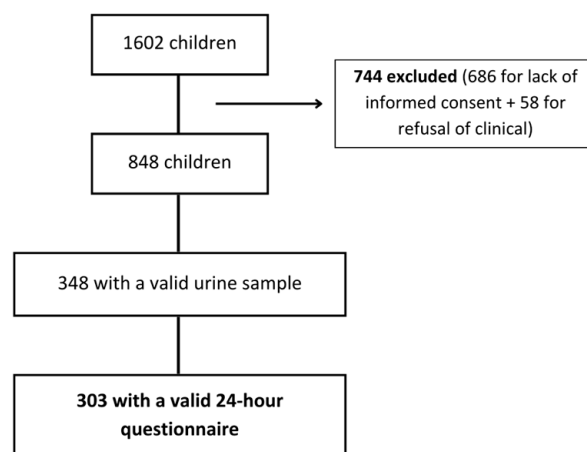 1602 children
744 excluded (686 for lack of
informed consent + 58 for
refusal of clinical)
848 children
348 with a valid urine sample
303 with a valid 24-hour
questionnaire